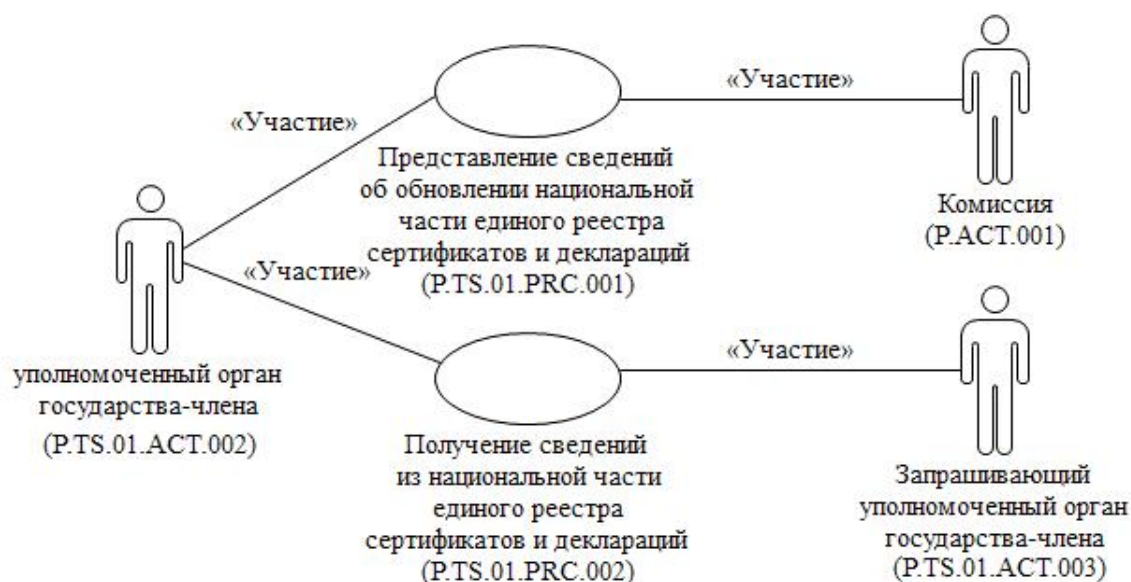 «Участие»
«Участие»
Представление сведений
об обновлении национальной
части единого реестра
сертификатов и деклараций
(P.TS.01.PRC.001)
Комиссия
(P.ACT.001)
«Участие»
«Участие»
уполномоченный орган
государства-члена
(P.TS.01.ACT.002)
Получение сведений
из национальной части
единого реестра
сертификатов и деклараций
(P.TS.01.PRC.002)
Запрашивающий
уполномоченный орган
государства-члена
(P.TS.01.ACT.003)